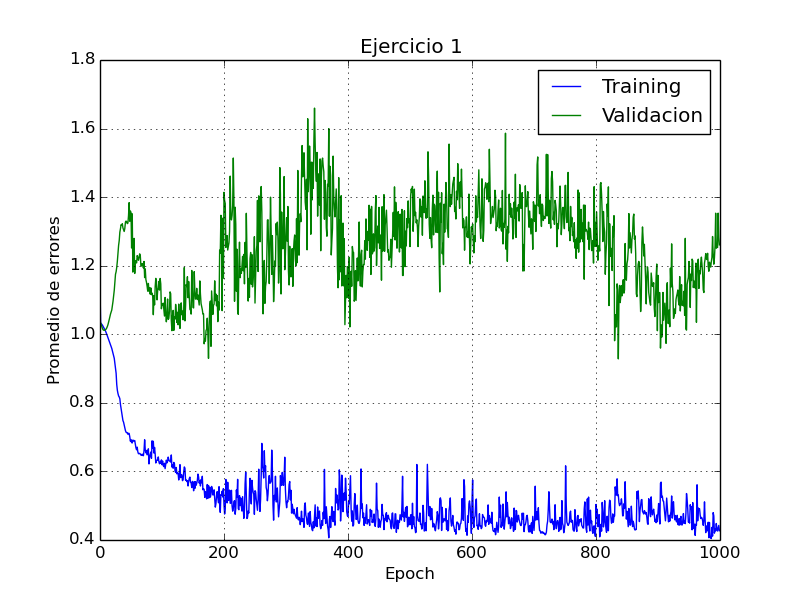 Ejercicio 1
1.8
1.6
1.4
1.2
1.0
0.8
0.6
0.4
Promedio de errores
Training
Validacion
0 200 400 600 800 1000
Epoch